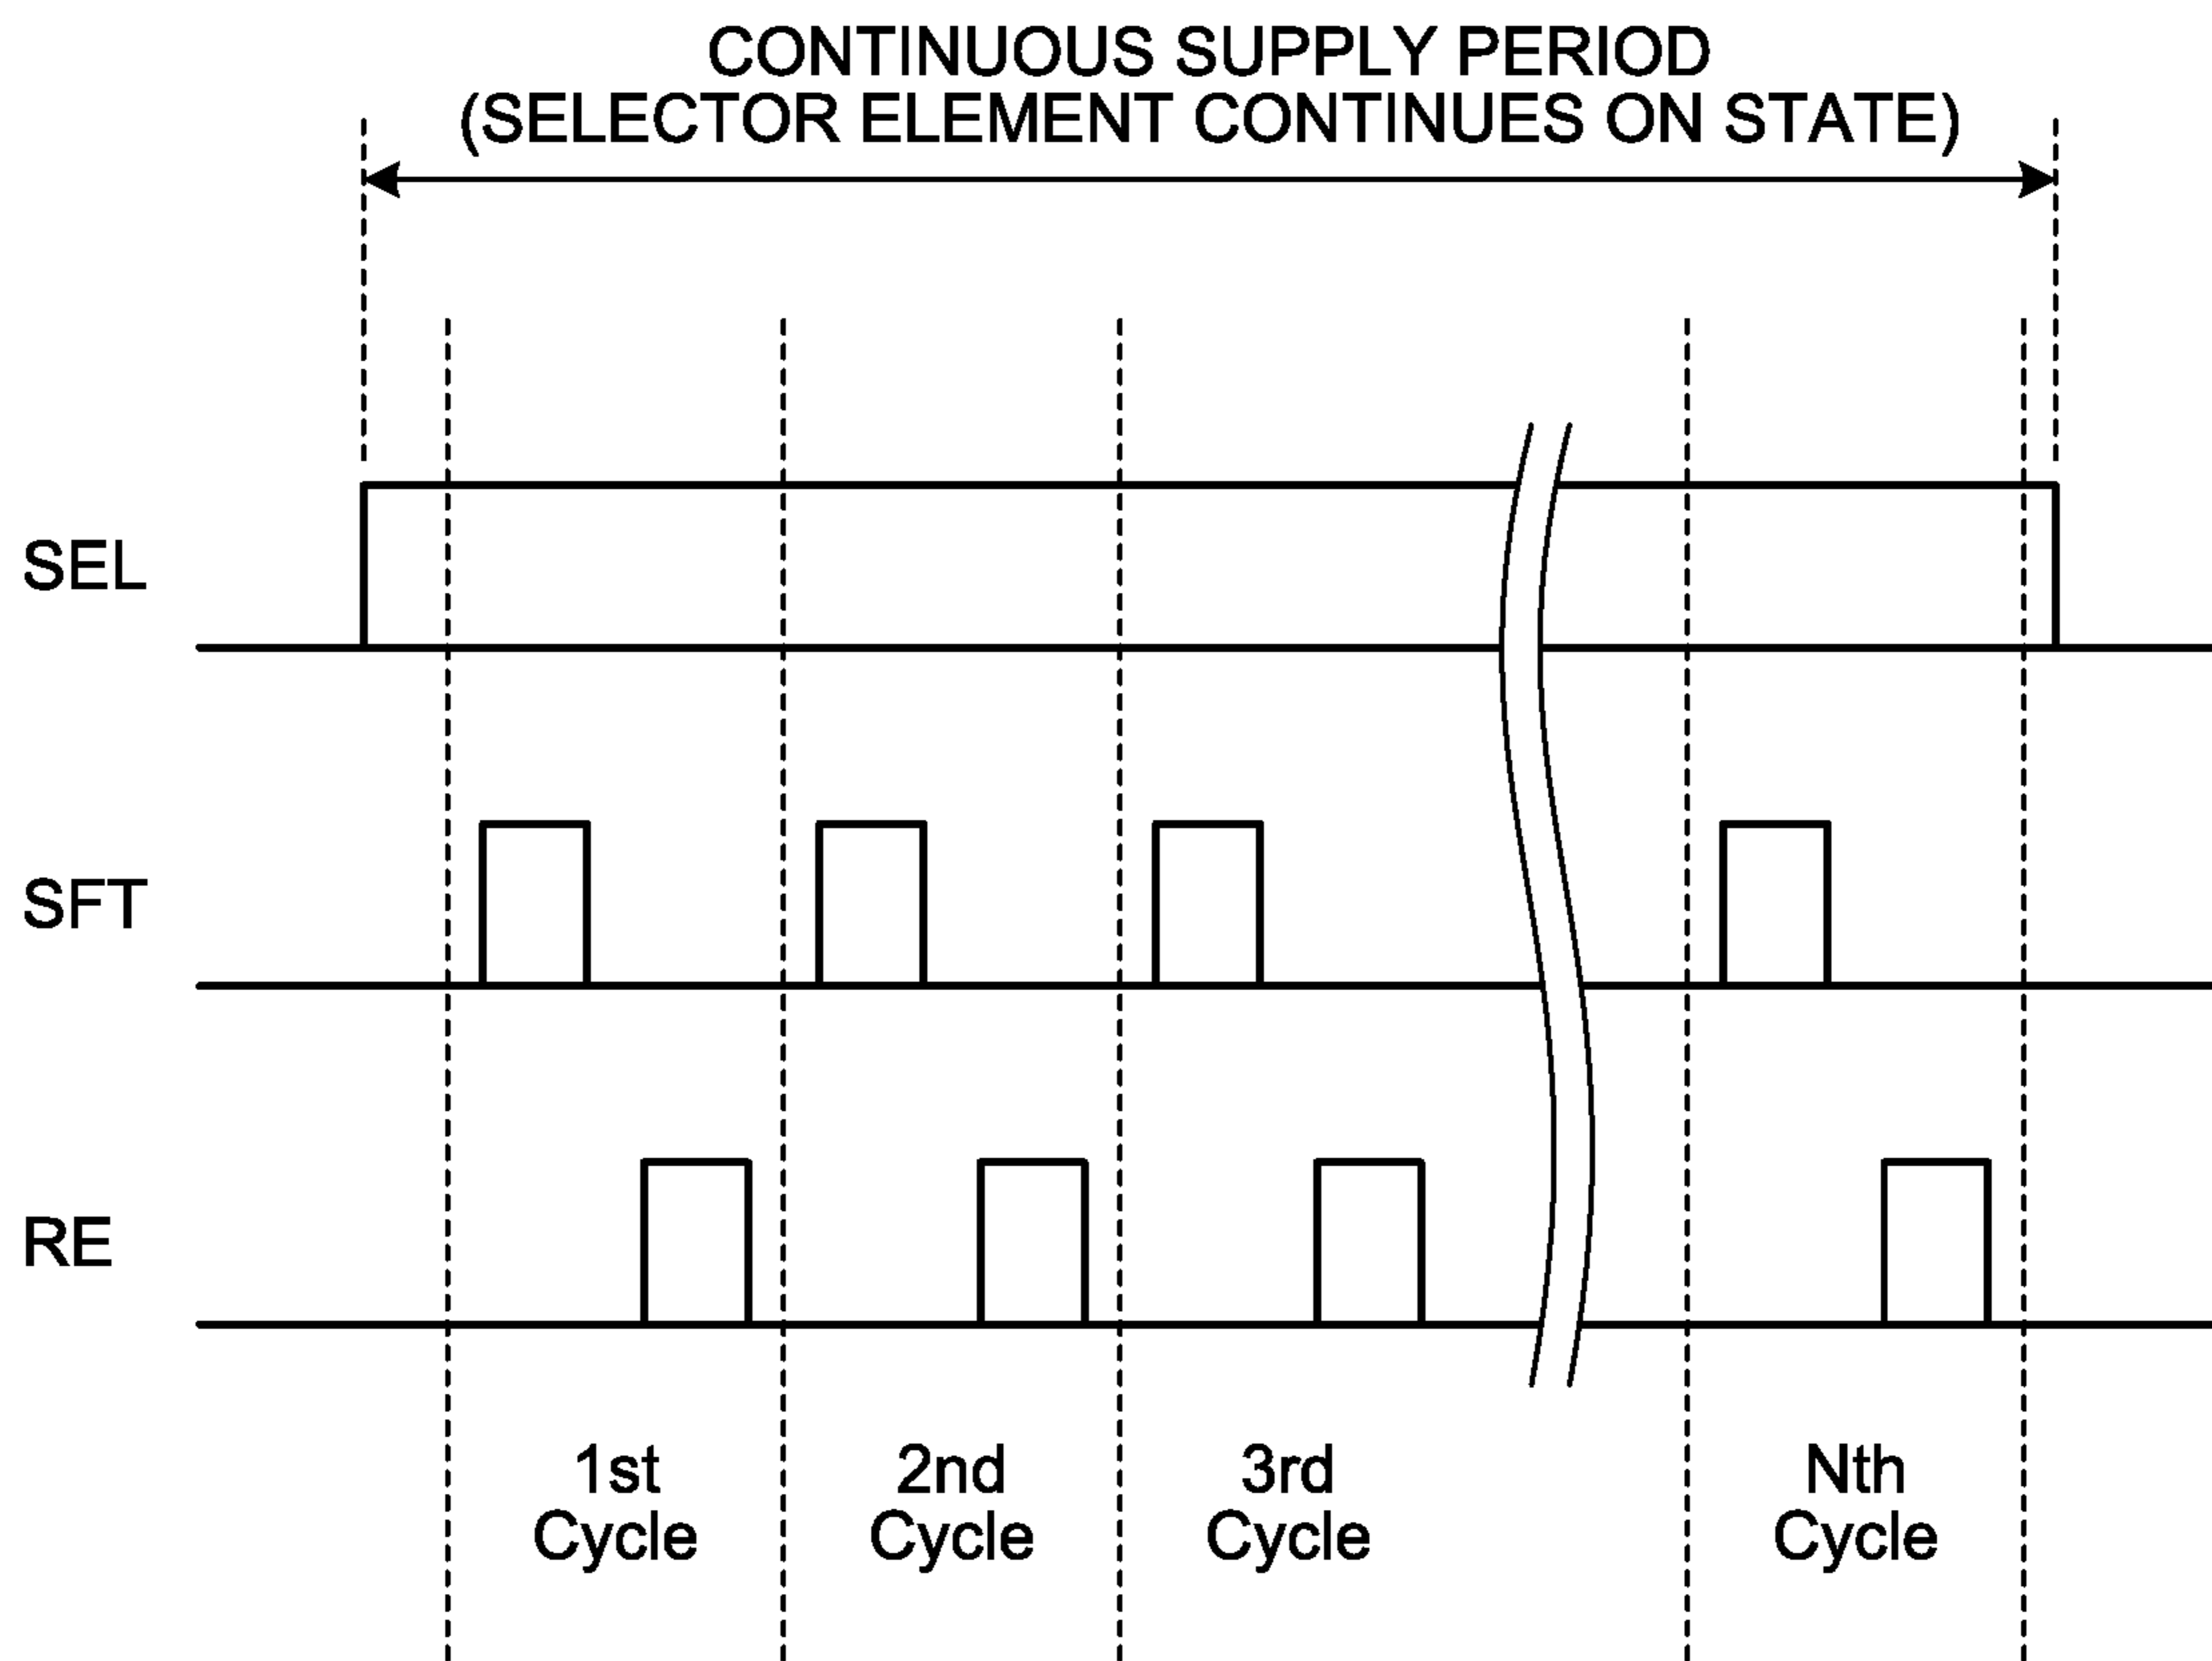 CONTINUOUS SUPPLY PERIOD
(SELECTOR ELEMENT CONTINUES ON STATE)
SEL
SFT
RE
1st
Cycle
2nd
Cycle
3rd
Cycle
Nth
Cycle